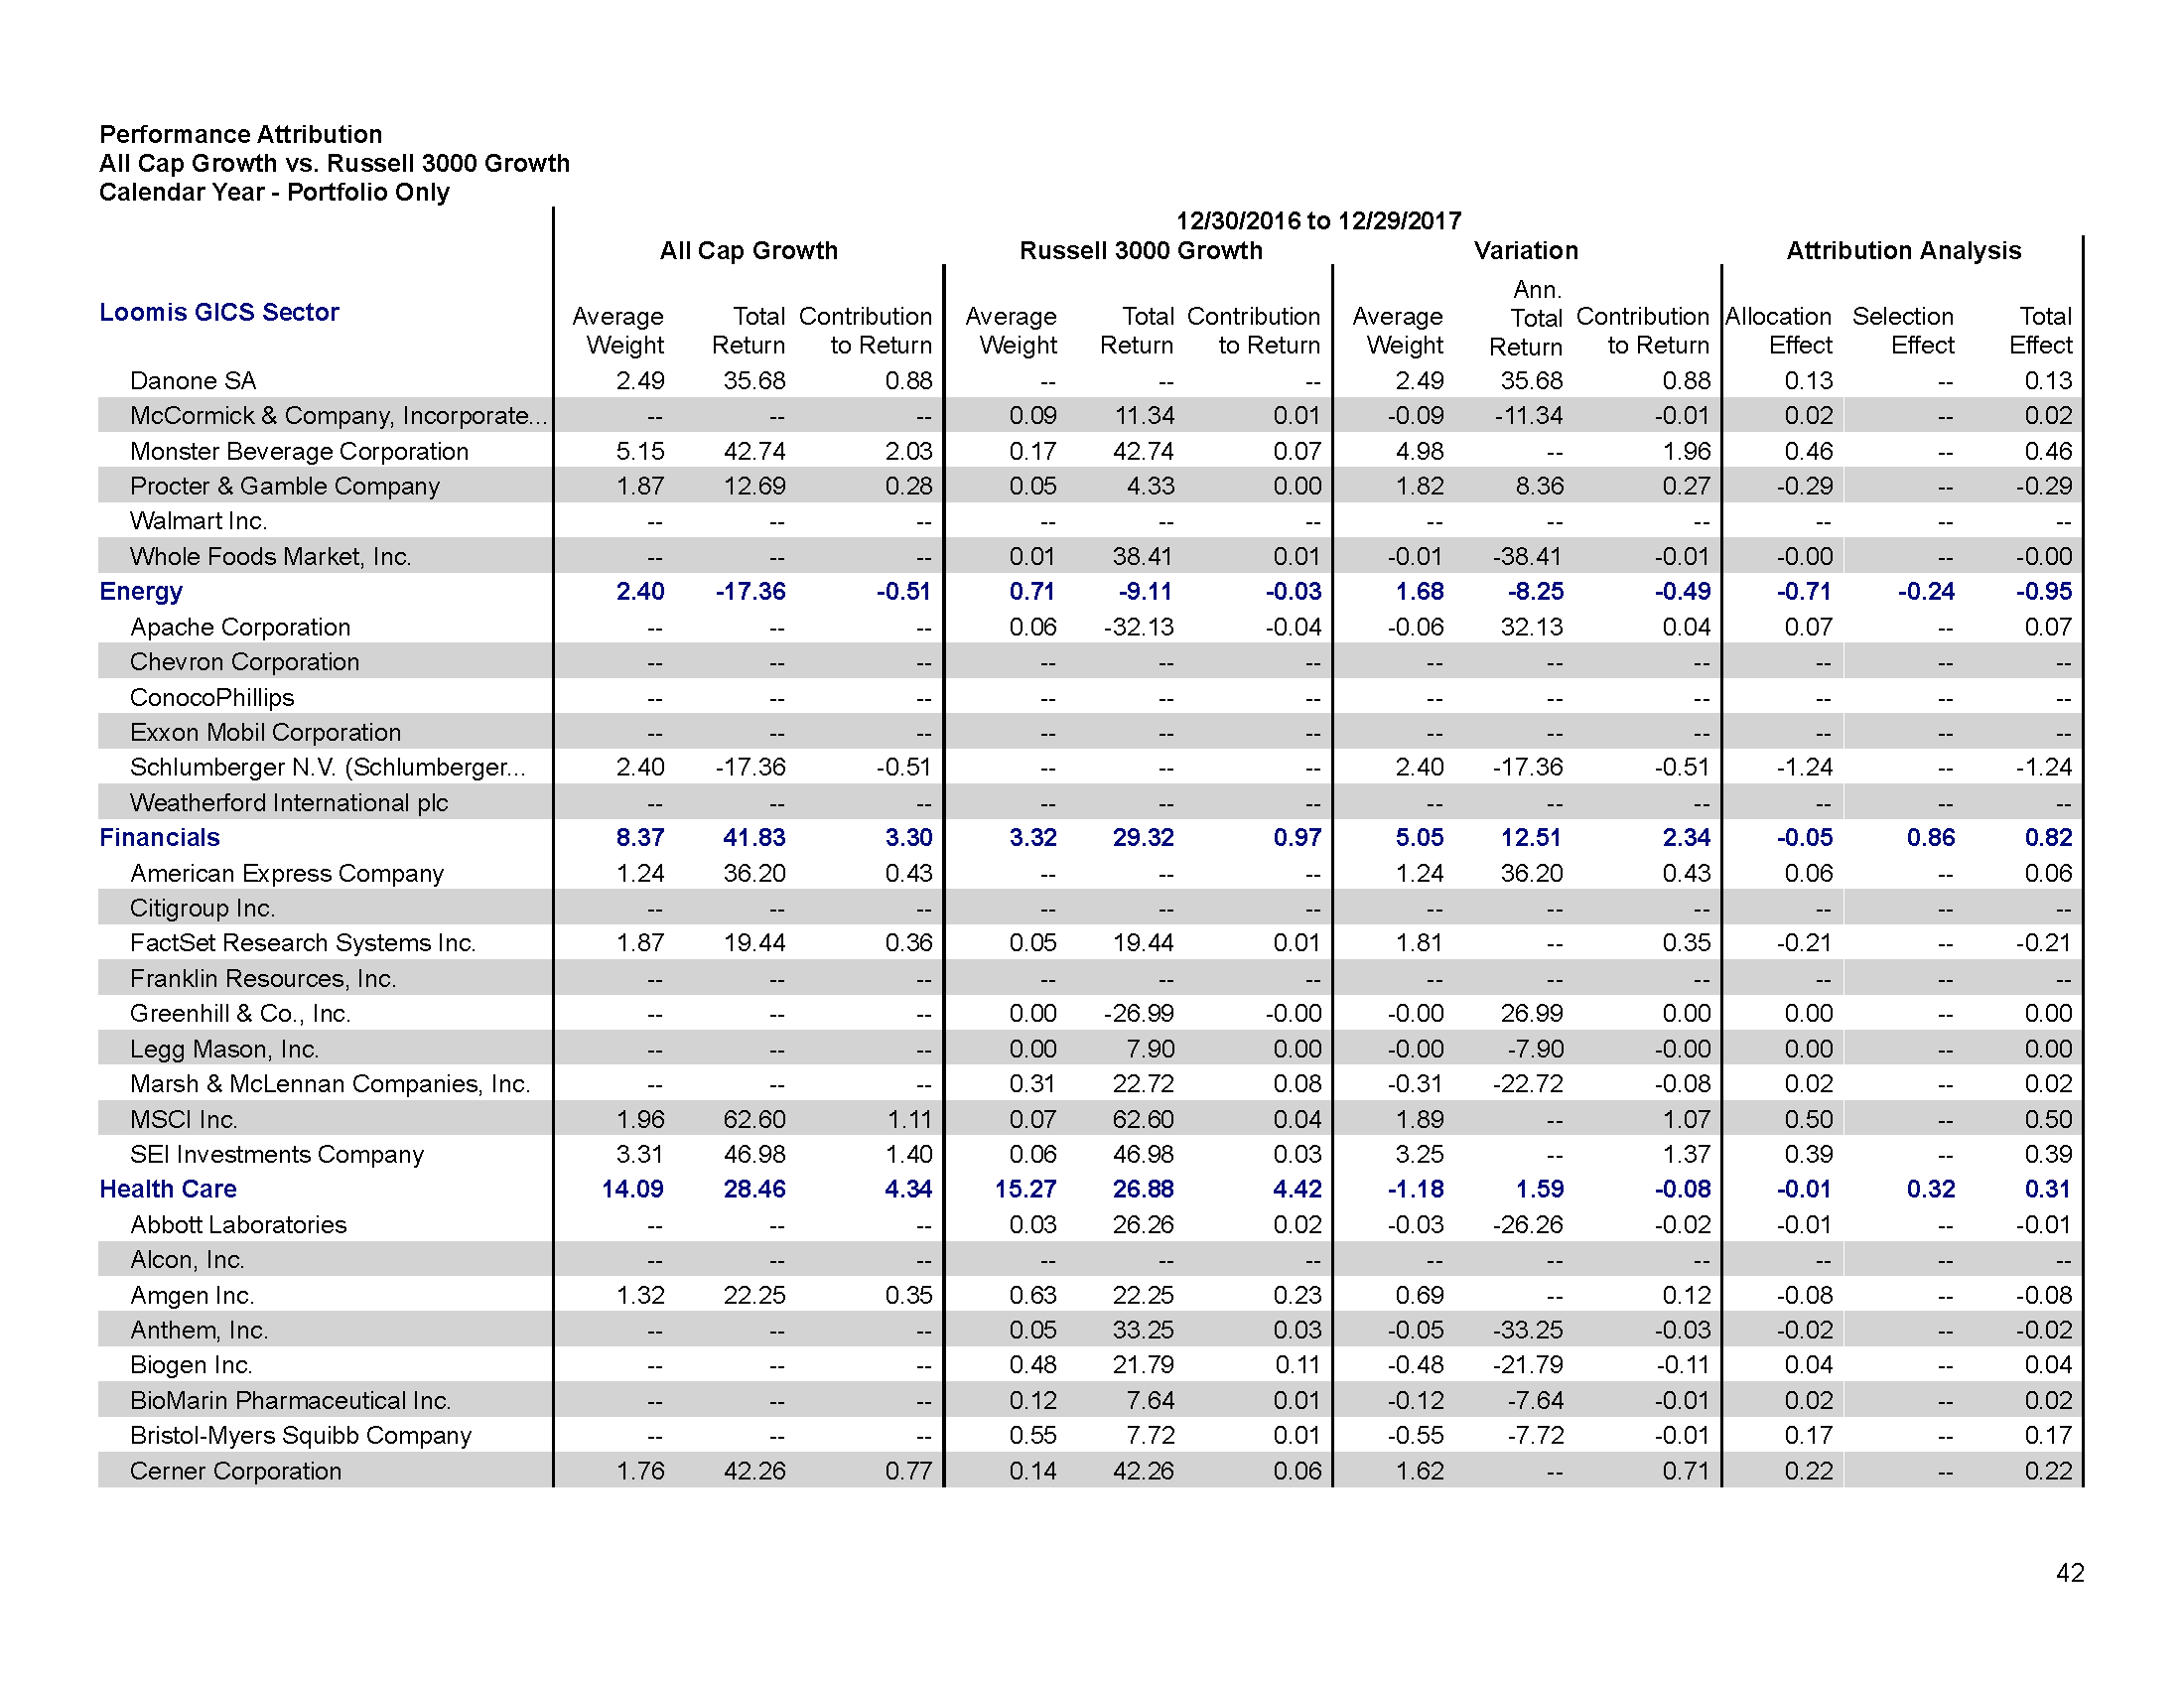 Performance Attribution
All Cap Growth vs. Russell 3000 Growth
Calendar Year - Portfolio Only
12/30/2016 to 12/29/2017
All Cap Growth Russell 3000 Growth Variation Attribution Analysis
Loomis GICS Sector Average Weight Total Return Contribution to Return Average Weight Total Return Contribution to Return Average Weight Ann. Total Return Contribution to Return Allocation Effect Selection Effect Total Effect
Danone SA 2.49 35.68 0.88 -- -- -- 2.49 35.68 0.88 0.13 -- 0.13
McCormick & Company, Incorporate... -- -- -- 0.09 11.34 0.01 -0.09 -11.34 -0.01 0.02 -- 0.02
Monster Beverage Corporation 5.15 42.74 2.03 0.17 42.74 0.07 4.98 -- 1.96 0.46 -- 0.46
Procter & Gamble Company 1.87 12.69 0.28 0.05 4.33 0.00 1.82 8.36 0.27 -0.29 -- -0.29
Walmart Inc. -- -- -- -- -- -- -- -- -- -- -- --
Whole Foods Market, Inc. -- -- -- 0.01 38.41 0.01 -0.01 -38.41 -0.01 -0.00 -- -0.00
Energy 2.40 -17.36 -0.51 0.71 -9.11 -0.03 1.68 -8.25 -0.49 -0.71 -0.24 -0.95
Apache Corporation -- -- -- 0.06 -32.13 -0.04 -0.06 32.13 0.04 0.07 -- 0.07
Chevron Corporation -- -- -- -- -- -- -- -- -- -- -- --
ConocoPhillips -- -- -- -- -- -- -- -- -- -- -- --
Exxon Mobil Corporation -- -- -- -- -- -- -- -- -- -- -- --
Schlumberger N.V. (Schlumberger... 2.40 -17.36 -0.51 -- -- -- 2.40 -17.36 -0.51 -1.24 -- -1.24
Weatherford International plc -- -- -- -- -- -- -- -- -- -- -- --
Financials 8.37 41.83 3.30 3.32 29.32 0.97 5.05 12.51 2.34 -0.05 0.86 0.82
American Express Company 1.24 36.20 0.43 -- -- -- 1.24 36.20 0.43 0.06 -- 0.06
Citigroup Inc. -- -- -- -- -- -- -- -- -- -- -- --
FactSet Research Systems Inc. 1.87 19.44 0.36 0.05 19.44 0.01 1.81 -- 0.35 -0.21 -- -0.21
Franklin Resources, Inc. -- -- -- -- -- -- -- -- -- -- -- --
Greenhill & Co., Inc. -- -- -- 0.00 -26.99 -0.00 -0.00 26.99 0.00 0.00 -- 0.00
Legg Mason, Inc. -- -- -- 0.00 7.90 0.00 -0.00 -7.90 -0.00 0.00 -- 0.00
Marsh & McLennan Companies, Inc. -- -- -- 0.31 22.72 0.08 -0.31 -22.72 -0.08 0.02 -- 0.02
MSCI Inc. 1.96 62.60 1.11 0.07 62.60 0.04 1.89 -- 1.07 0.50 -- 0.50
SEI Investments Company 3.31 46.98 1.40 0.06 46.98 0.03 3.25 -- 1.37 0.39 -- 0.39
Health Care 14.09 28.46 4.34 15.27 26.88 4.42 -1.18 1.59 -0.08 -0.01 0.32 0.31
Abbott Laboratories -- -- -- 0.03 26.26 0.02 -0.03 -26.26 -0.02 -0.01 -- -0.01
Alcon, Inc. -- -- -- -- -- -- -- -- -- -- -- --
Amgen Inc. 1.32 22.25 0.35 0.63 22.25 0.23 0.69 -- 0.12 -0.08 -- -0.08
Anthem, Inc. -- -- -- 0.05 33.25 0.03 -0.05 -33.25 -0.03 -0.02 -- -0.02
Biogen Inc. -- -- -- 0.48 21.79 0.11 -0.48 -21.79 -0.11 0.04 -- 0.04
BioMarin Pharmaceutical Inc. -- -- -- 0.12 7.64 0.01 -0.12 -7.64 -0.01 0.02 -- 0.02
Bristol-Myers Squibb Company -- -- -- 0.55 7.72 0.01 -0.55 -7.72 -0.01 0.17 -- 0.17
Cerner Corporation 1.76 42.26 0.77 0.14 42.26 0.06 1.62 -- 0.71 0.22 -- 0.22
42